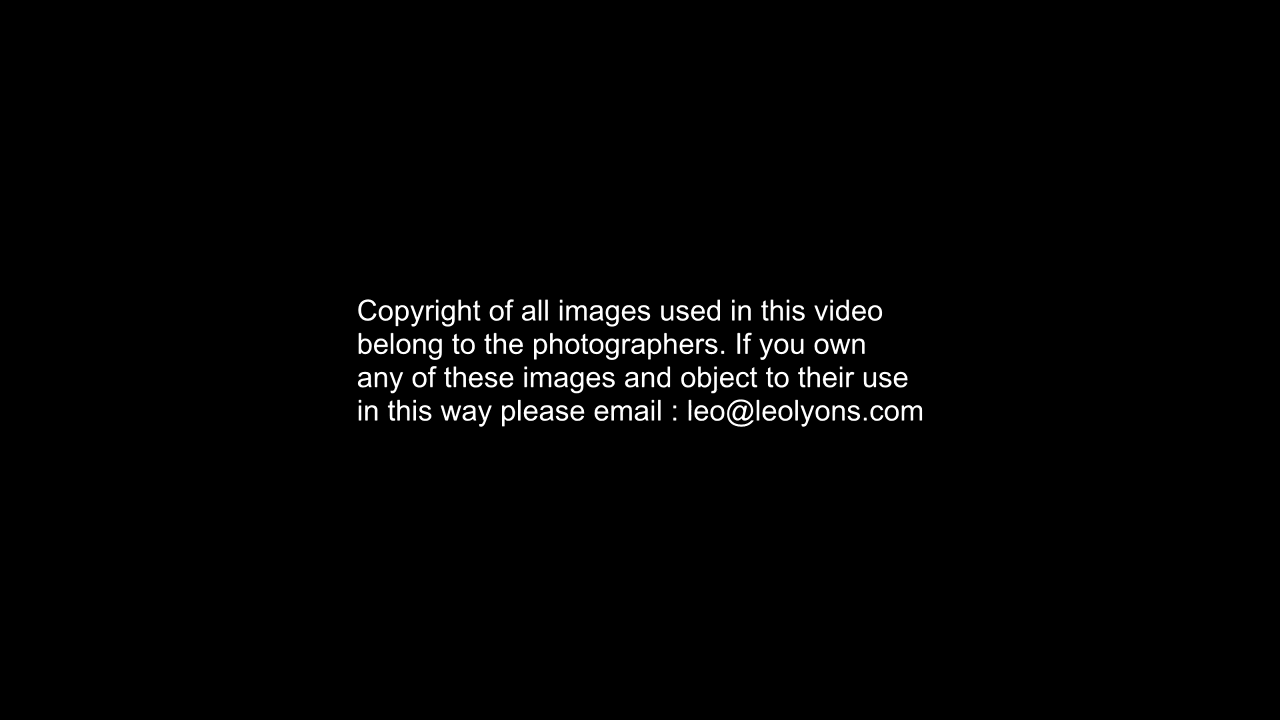 Copyright of all images used in this video
belong to the photographers. If you own
any of these images and object to their use
in this way please email : leo@leolyons.com